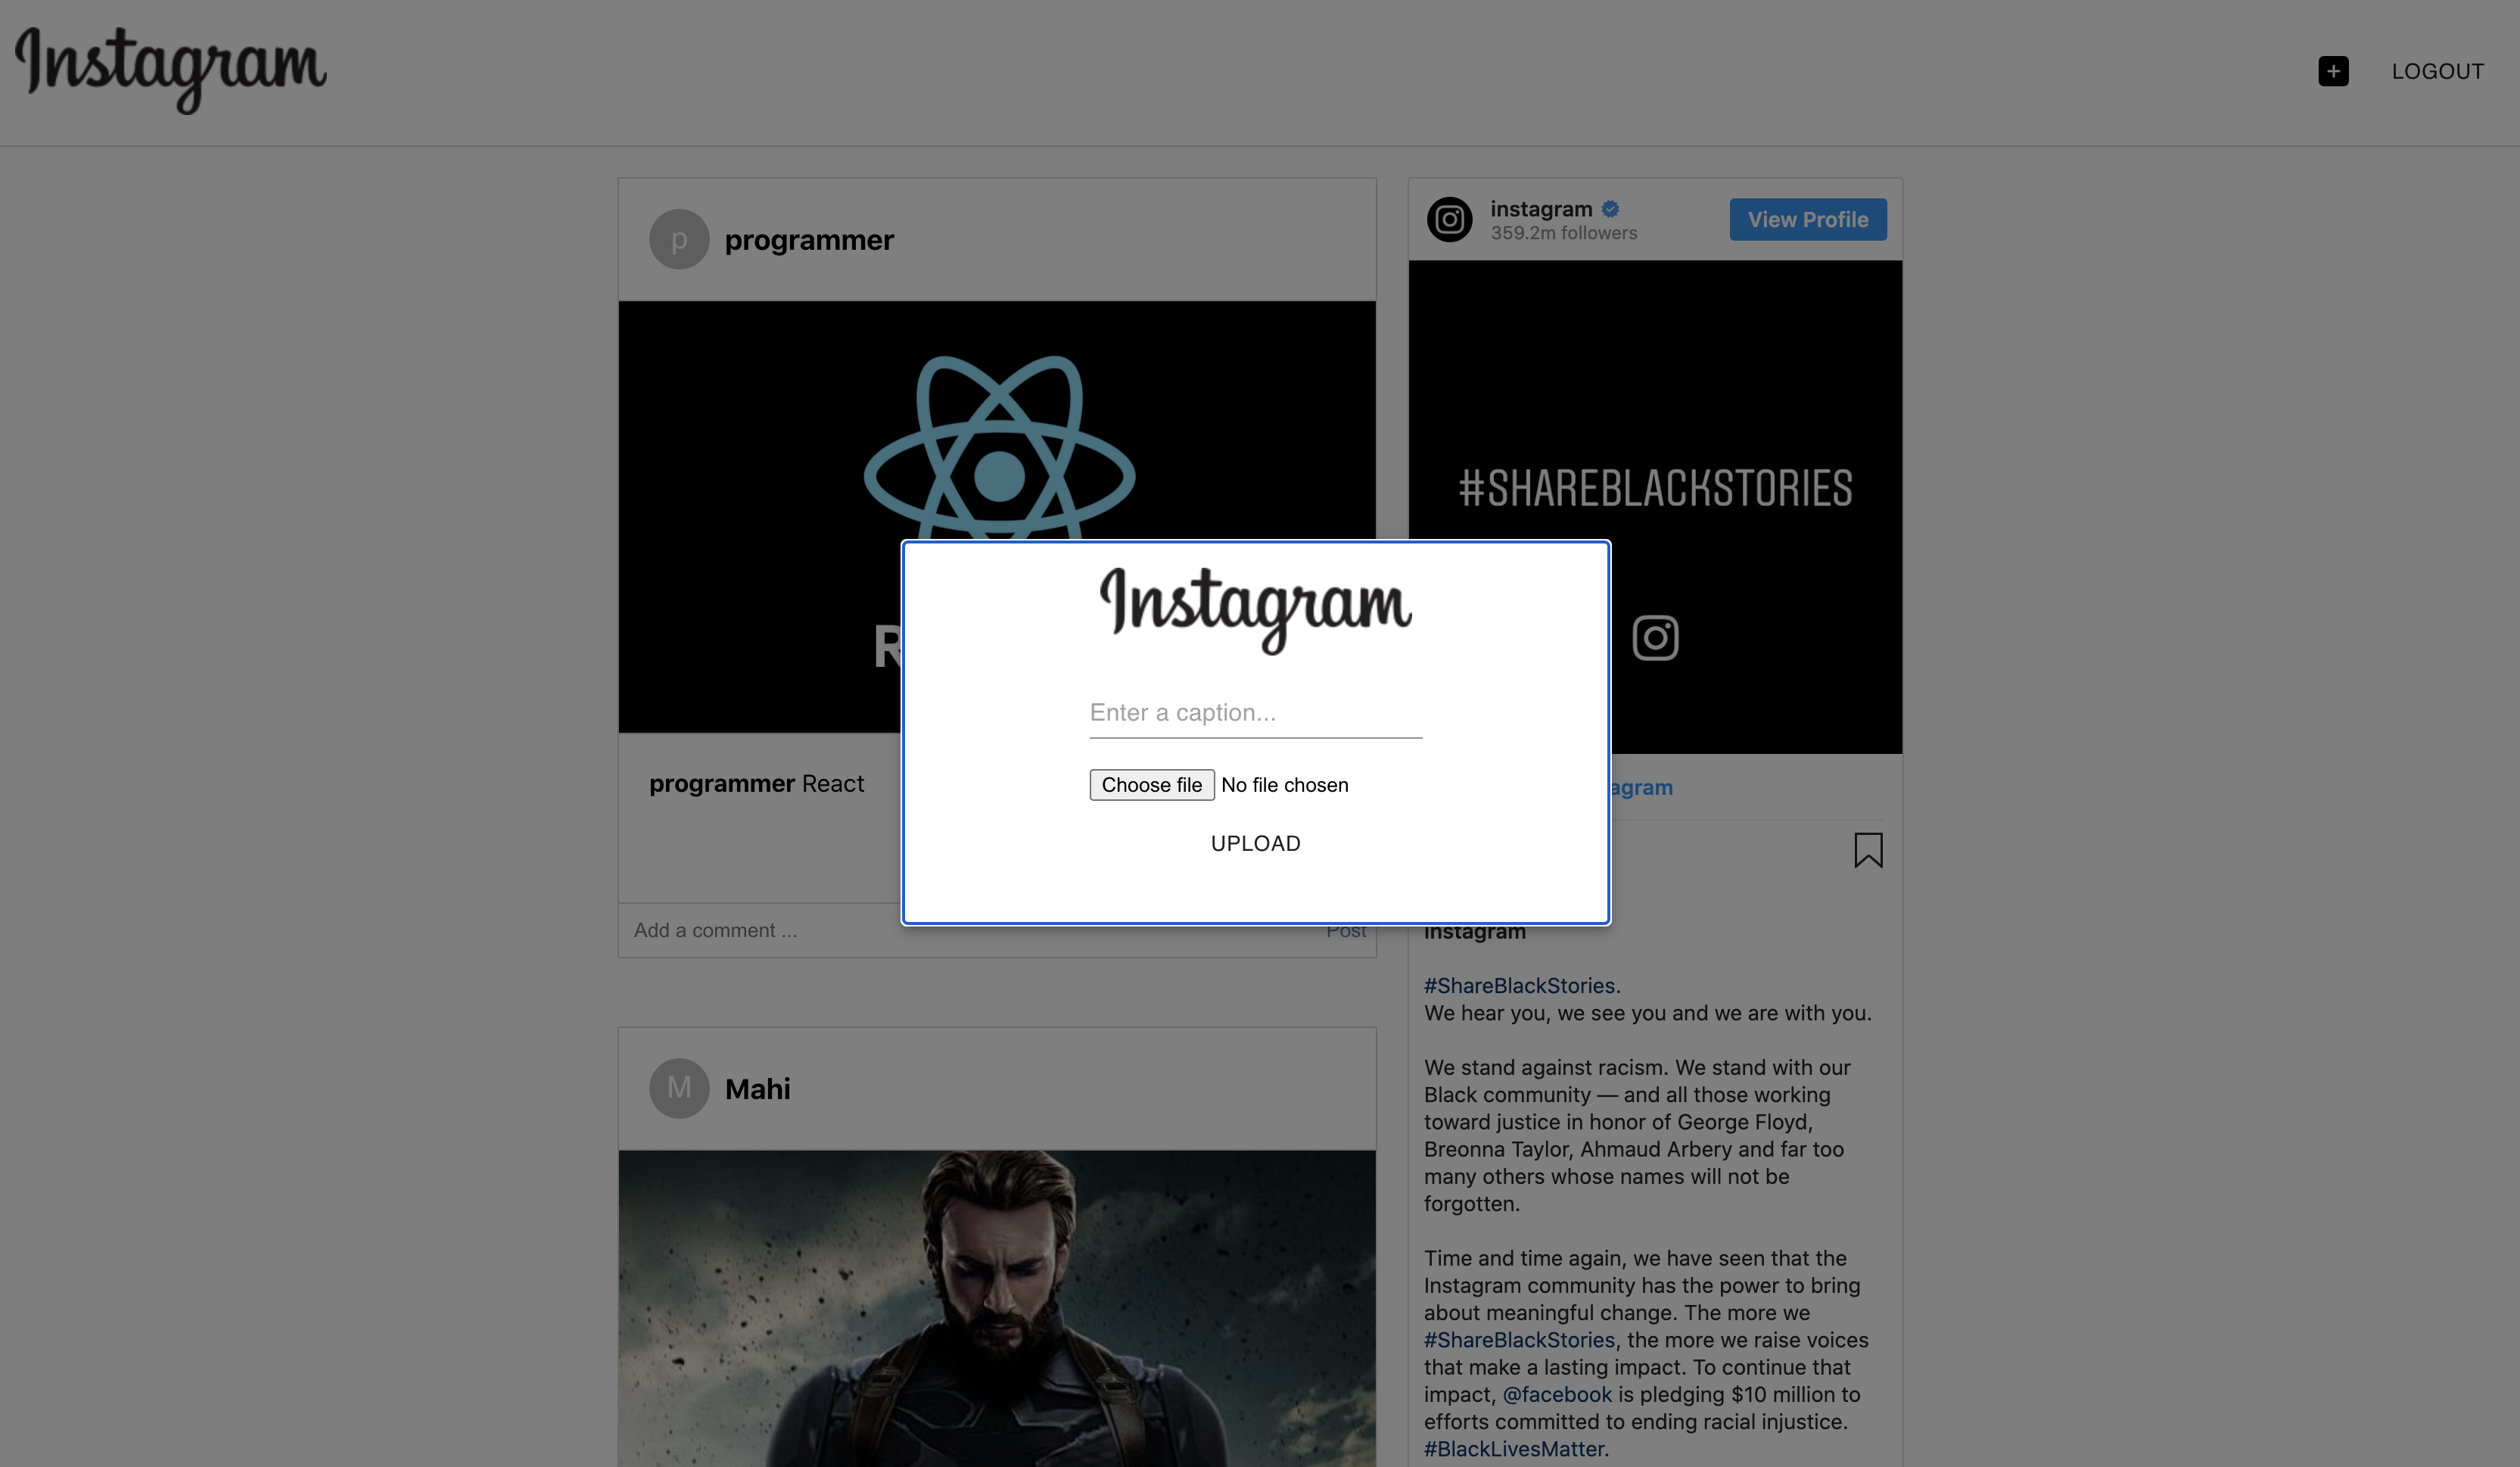 Instagram
LOGOUT
p
programmer
R
programmer React
Add a comment ...
Post
M
Mahi
Instagram
Enter a caption...
Choose file No file chosen
UPLOAD
instagram
359.2m followers
View Profile
#SHAREBLACKSTORIES
agram
instagram
#ShareBlackStories.
We hear you, we see you and we are with you.
We stand against racism. We stand with our
Black community — and all those working
toward justice in honor of George Floyd,
Breonna Taylor, Ahmaud Arbery and far too
many others whose names will not be
forgotten.
Time and time again, we have seen that the
Instagram community has the power to bring
about meaningful change. The more we
#ShareBlackStories, the more we raise voices
that make a lasting impact. To continue that
impact, @facebook is pledging $10 million to
efforts committed to ending racial injustice.
#BlackLivesMatter.